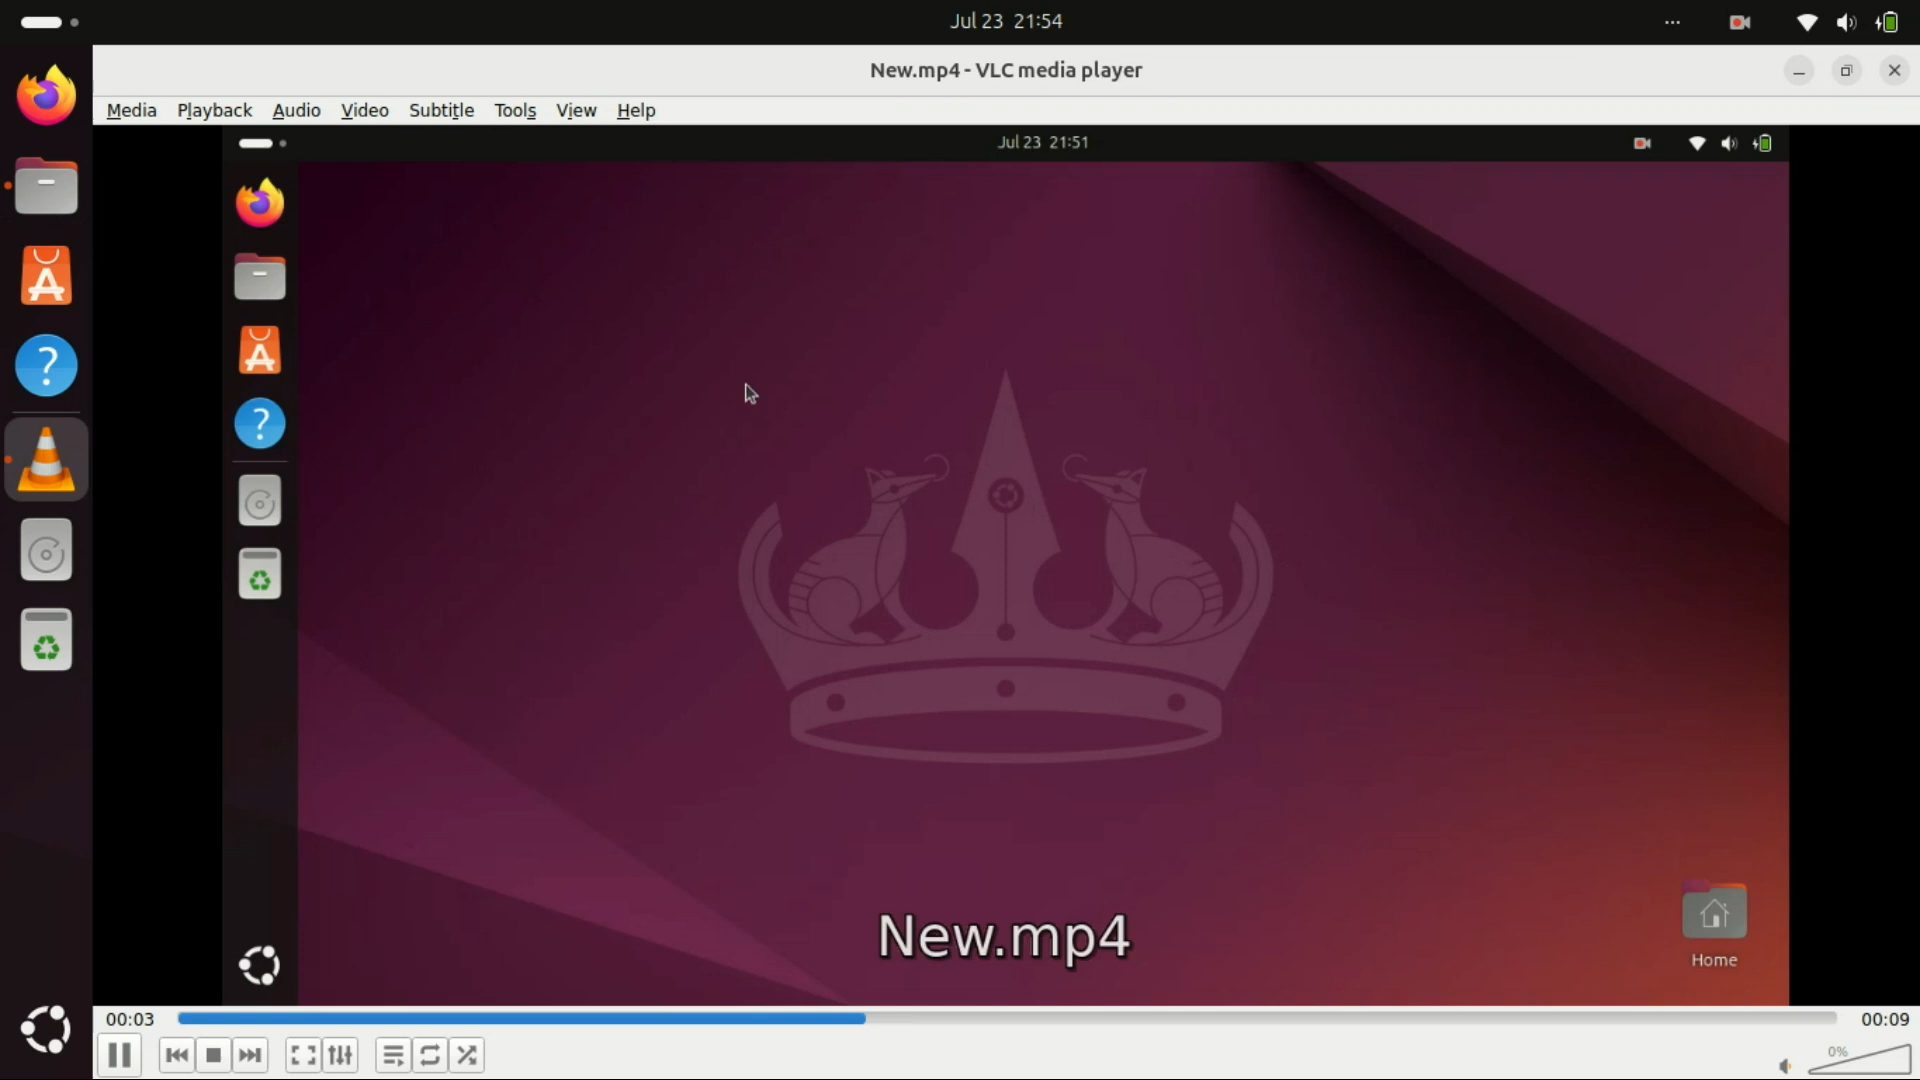 Jul 23 21:54
New.mp4 - VLC media player
Media Playback Audio Video Subtitle Tools View Help
Jul 23 21:51
New.mp4
Home
00:03
00:09
0%